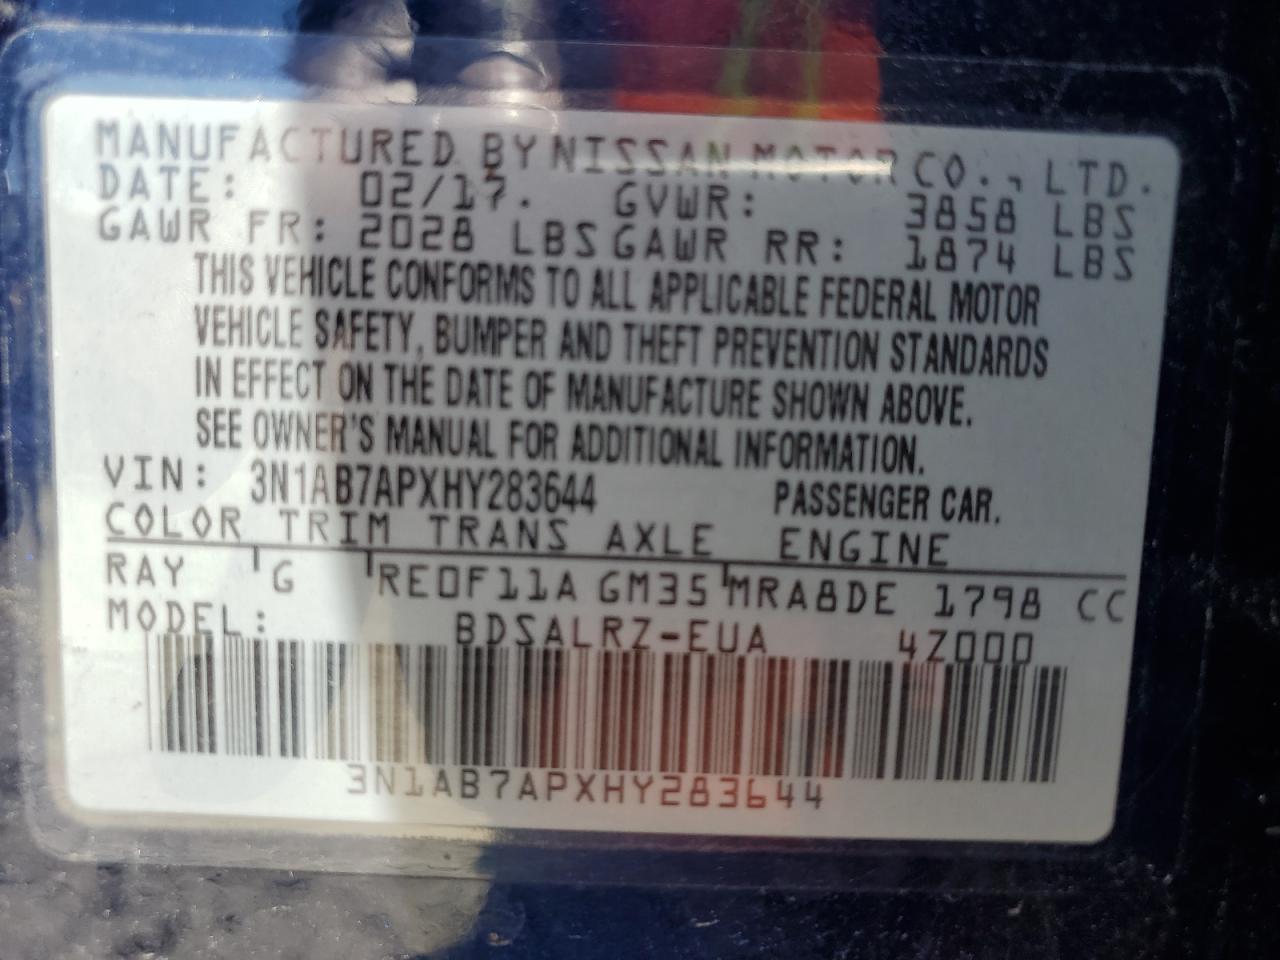 MANUFACTURED BY NISSAN MOTOR CO., LTD.
DATE: 02/17. GVWR: 3858 LBS
GAWR FR: 2028 LBS GAWR RR: 1874 LBS
THIS VEHICLE CONFORMS TO ALL APPLICABLE FEDERAL MOTOR
VEHICLE SAFETY, BUMPER AND THEFT PREVENTION STANDARDS
IN EFFECT ON THE DATE OF MANUFACTURE SHOWN ABOVE.
SEE OWNER'S MANUAL FOR ADDITIONAL INFORMATION.
VIN: 3N1AB7APXHY283644 PASSENGER CAR.
COLOR TRIM TRANS AXLE ENGINE
RAY G RE0F11A GM35 MRA8DE 1798 CC
MODEL: BDSALRZ-EUA 4Z000
3N1AB7APXHY283644